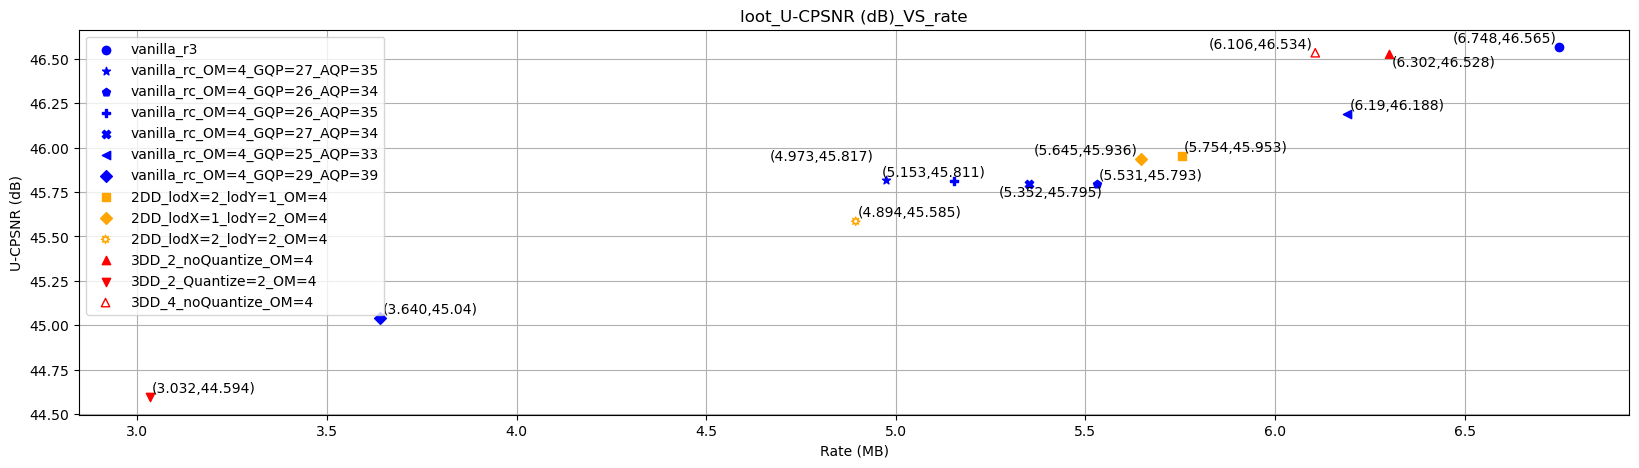 loot_U-CPSNR (dB)_VS_rate
U-CPSNR (dB)
46.50
46.25
46.00
45.75
45.50
45.25
45.00
44.75
44.50
vanilla_r3
vanilla_rc_OM=4_GQP=27_AQP=35
vanilla_rc_OM=4_GQP=26_AQP=34
vanilla_rc_OM=4_GQP=26_AQP=35
vanilla_rc_OM=4_GQP=27_AQP=34
vanilla_rc_OM=4_GQP=25_AQP=33
vanilla_rc_OM=4_GQP=29_AQP=39
2DD_lodX=2_lodY=1_OM=4
2DD_lodX=1_lodY=2_OM=4
2DD_lodX=2_lodY=2_OM=4
3DD_2_noQuantize_OM=4
3DD_2_Quantize=2_OM=4
3DD_4_noQuantize_OM=4
(6.748,46.565)
(6.106,46.534)
(6.302,46.528)
(6.19,46.188)
(5.754,45.953)
(5.645,45.936)
(4.973,45.817)
(5.153,45.811)
(5.531,45.793)
(5.352,45.795)
(4.894,45.585)
(3.640,45.04)
(3.032,44.594)
3.0
3.5
4.0
4.5
5.0
5.5
6.0
6.5
Rate (MB)